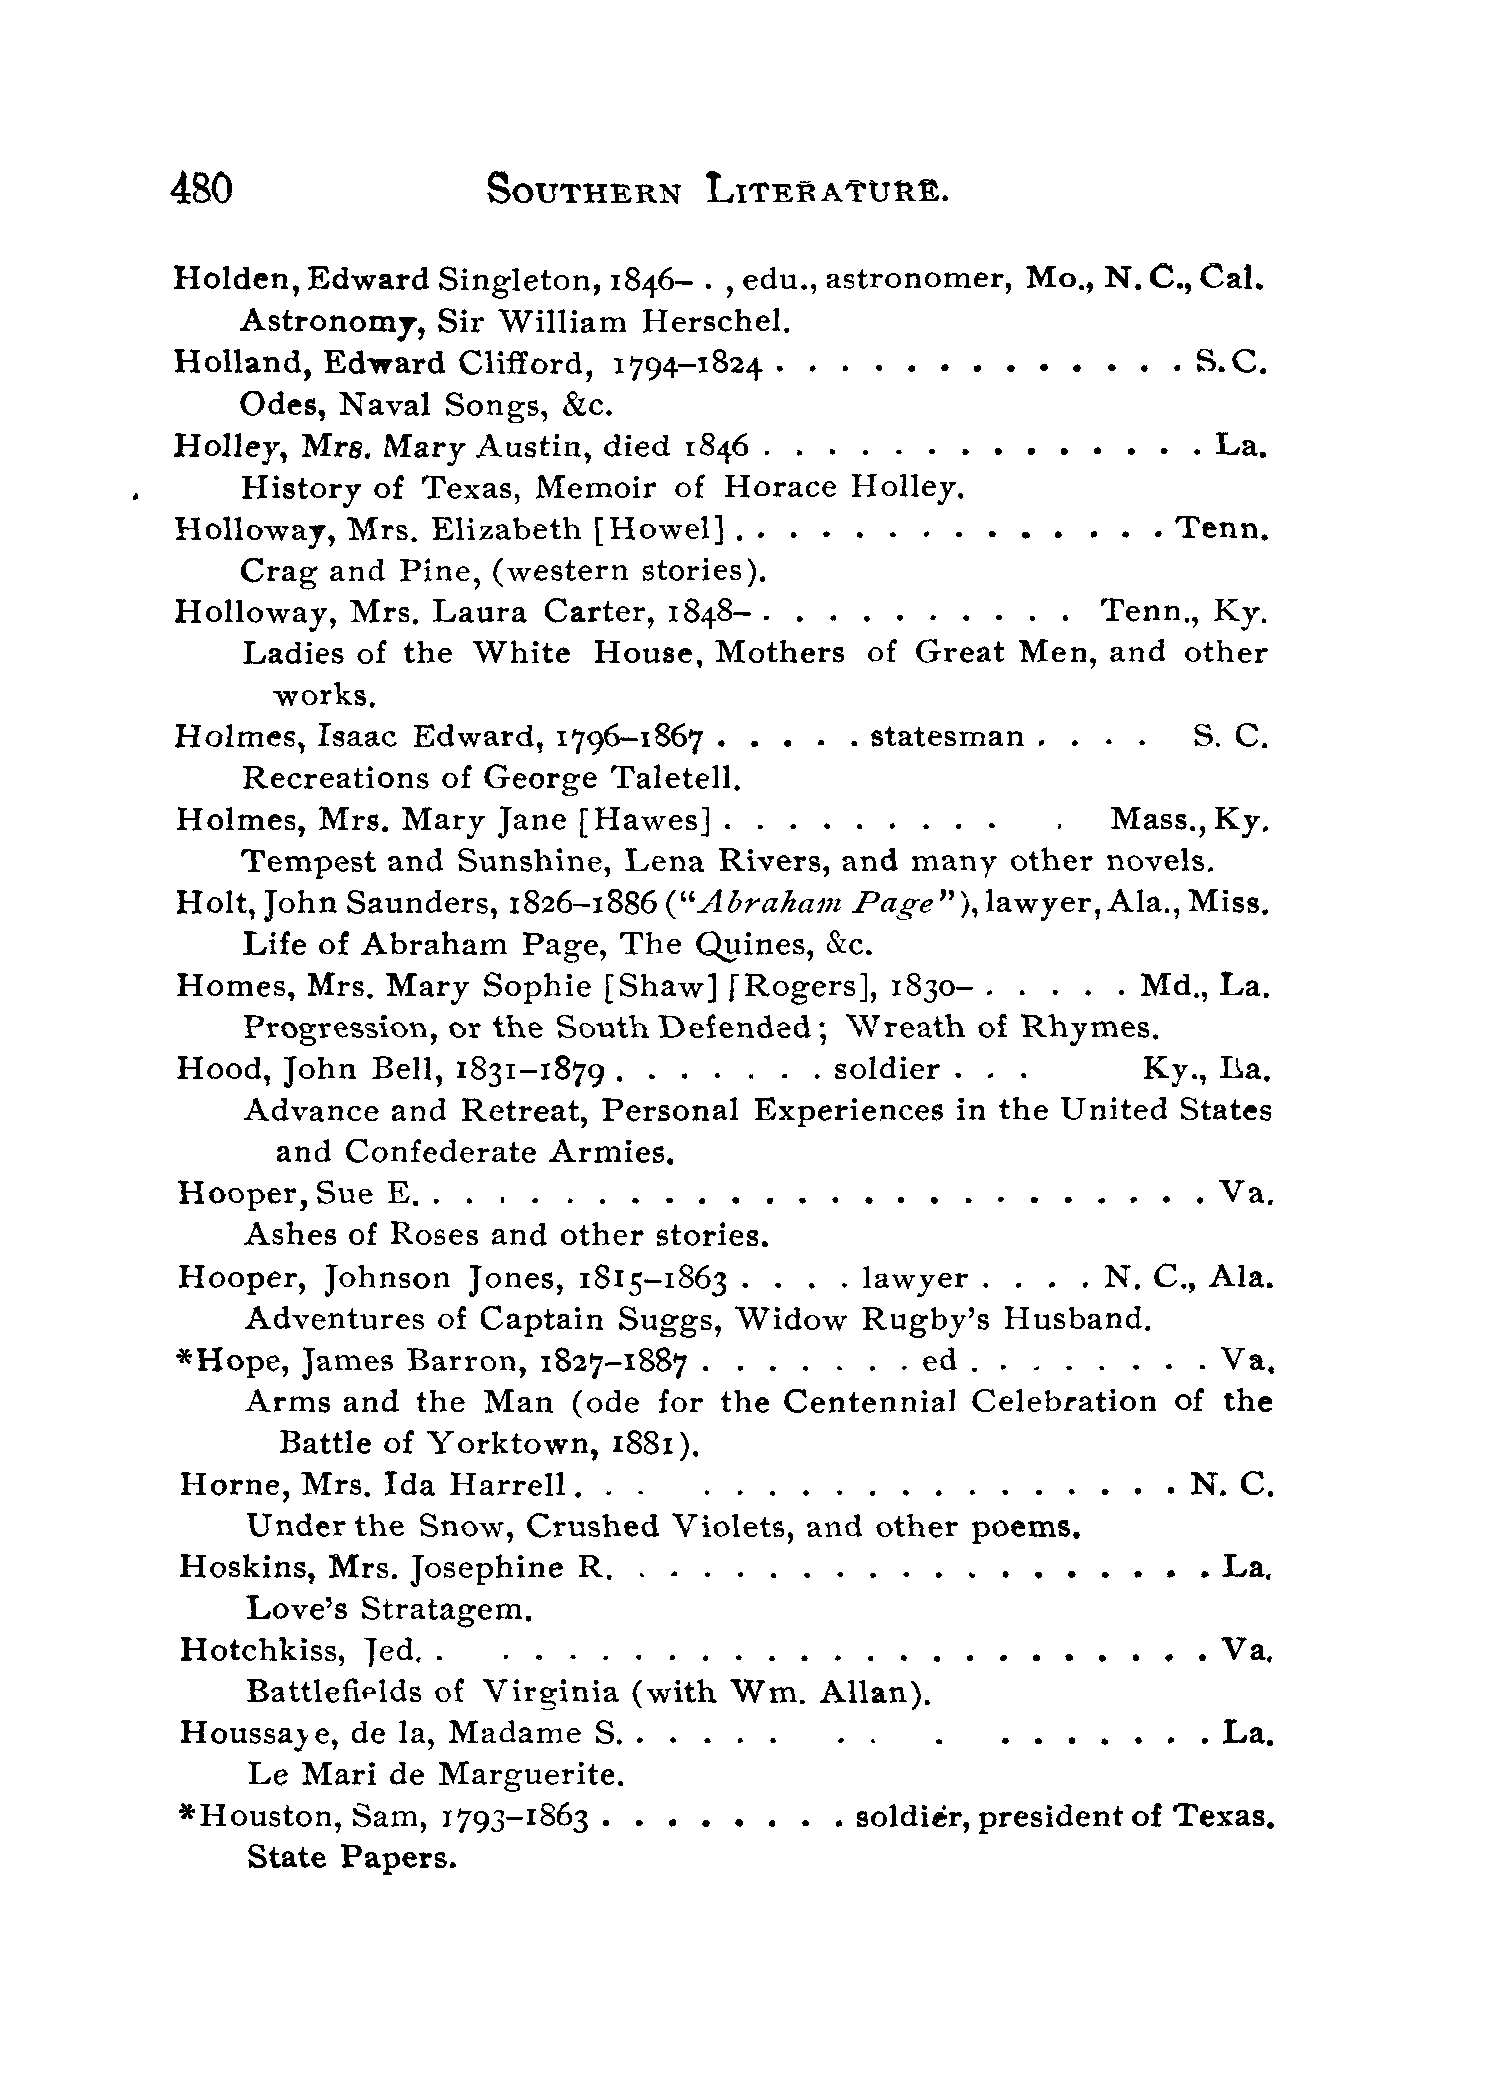 480 SOUTHERN LITERATURE.
Holden, Edward Singleton, 1846– . , edu., astronomer, Mo., N. C., Cal.
Astronomy, Sir William Herschel.
Holland, Edward Clifford, 1794–1824 . . . . . . . . . . . . . S. C.
Odes, Naval Songs, &c.
Holley, Mrs. Mary Austin, died 1846 . . . . . . . . . . . . . . La.
History of Texas, Memoir of Horace Holley.
Holloway, Mrs. Elizabeth [Howel] . . . . . . . . . . . . . . Tenn.
Crag and Pine, (western stories).
Holloway, Mrs. Laura Carter, 1848– . . . . . . . . . . Tenn., Ky.
Ladies of the White House, Mothers of Great Men, and other
works.
Holmes, Isaac Edward, 1796–1867 . . . . . statesman . . . . S. C.
Recreations of George Taletell.
Holmes, Mrs. Mary Jane [Hawes] . . . . . . . . . . Mass., Ky.
Tempest and Sunshine, Lena Rivers, and many other novels.
Holt, John Saunders, 1826–1886 ("Abraham Page"), lawyer, Ala., Miss.
Life of Abraham Page, The Quines, &c.
Homes, Mrs. Mary Sophie [Shaw] [Rogers], 1830– . . . . . Md., La.
Progression, or the South Defended; Wreath of Rhymes.
Hood, John Bell, 1831–1879 . . . . . . . soldier . . . Ky., La.
Advance and Retreat, Personal Experiences in the United States
and Confederate Armies.
Hooper, Sue E. . . . . . . . . . . . . . . . . . . . . . . . . Va.
Ashes of Roses and other stories.
Hooper, Johnson Jones, 1815–1863 . . . . lawyer . . . . N. C., Ala.
Adventures of Captain Suggs, Widow Rugby's Husband.
*Hope, James Barron, 1827–1887 . . . . . . . ed . . . . . . . . Va.
Arms and the Man (ode for the Centennial Celebration of the
Battle of Yorktown, 1881).
Horne, Mrs. Ida Harrell . . . . . . . . . . . . . . . . . . N. C.
Under the Snow, Crushed Violets, and other poems.
Hoskins, Mrs. Josephine R. . . . . . . . . . . . . . . . . . . La.
Love's Stratagem.
Hotchkiss, Jed. . . . . . . . . . . . . . . . . . . . . . . . Va.
Battlefields of Virginia (with Wm. Allan).
Houssaye, de la, Madame S. . . . . . . . . . . . . . . . La.
Le Mari de Marguerite.
*Houston, Sam, 1793–1863 . . . . . . . . soldier, president of Texas.
State Papers.